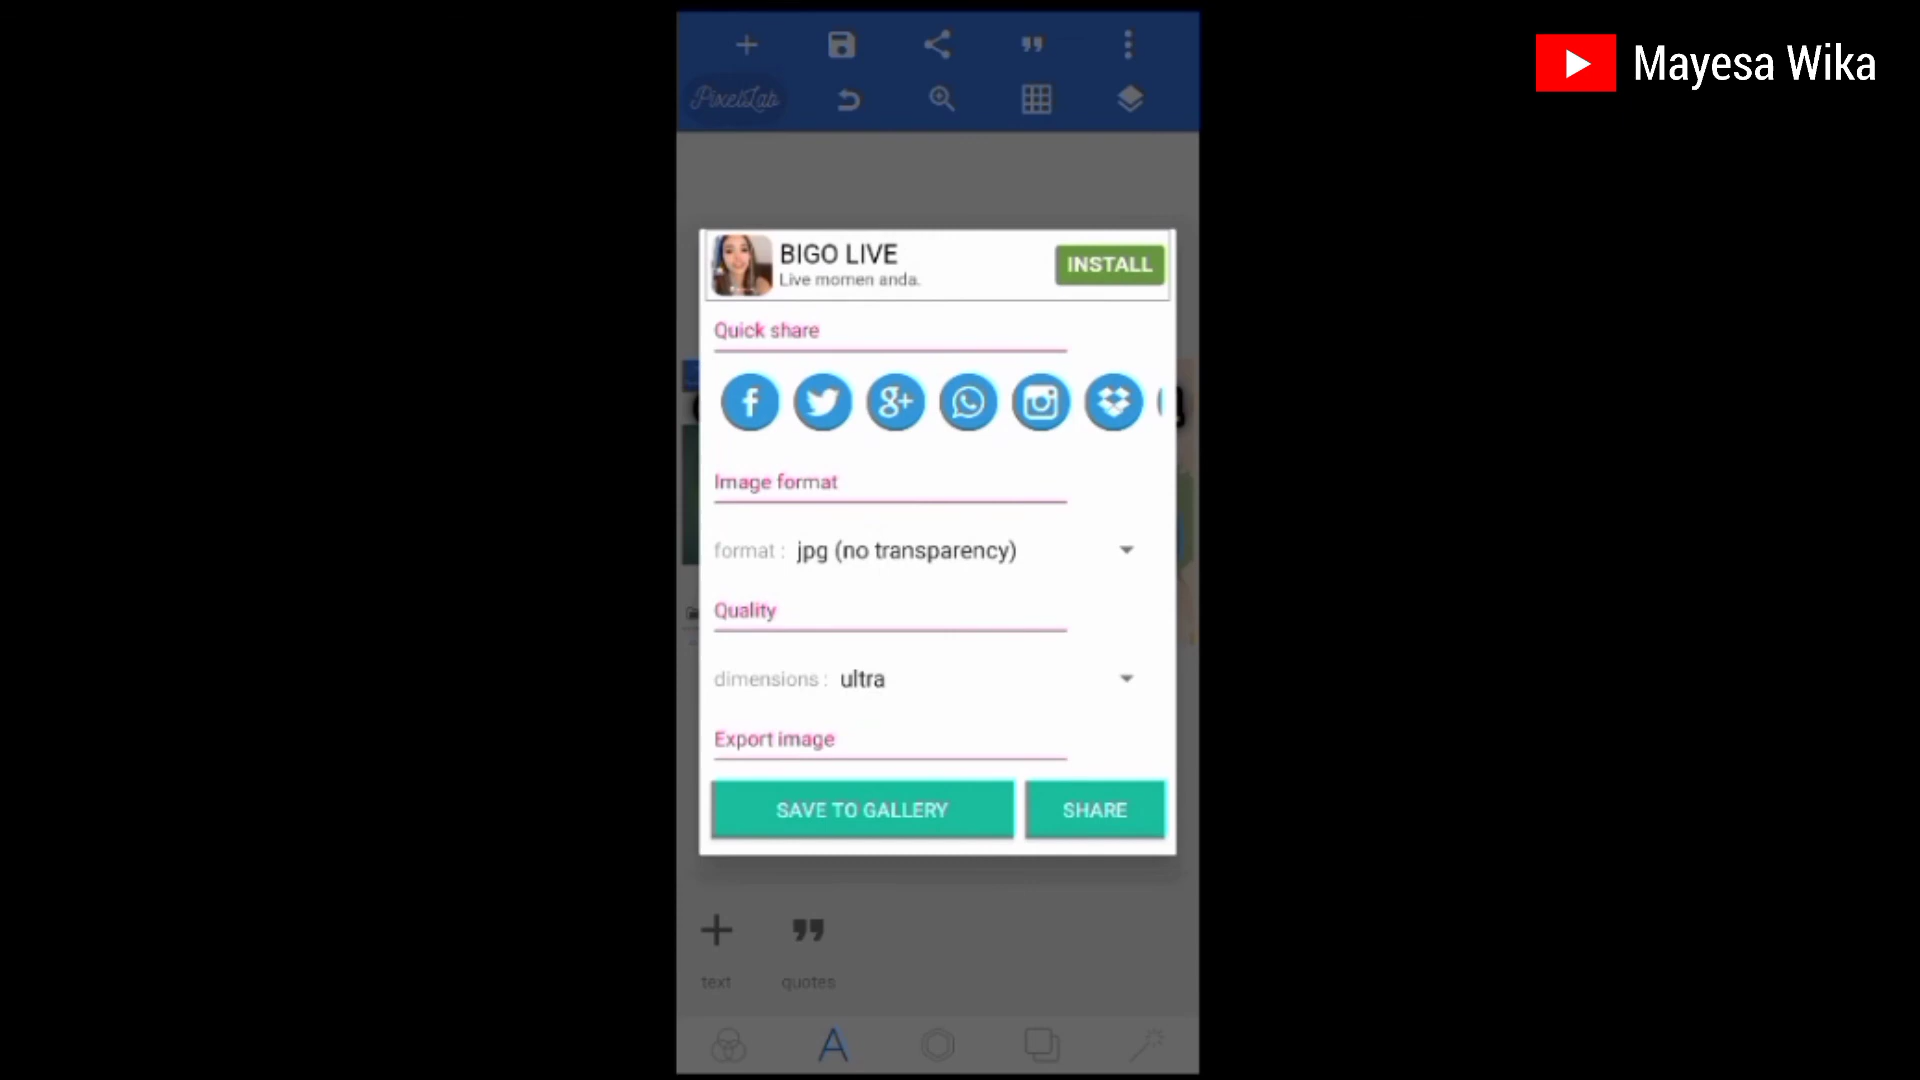 Mayesa Wika
PixelLab
BIGO LIVE
Live momen anda.
INSTALL
Quick share
Image format
format : jpg (no transparency)
Quality
dimensions : ultra
Export image
SAVE TO GALLERY
SHARE
text
quotes